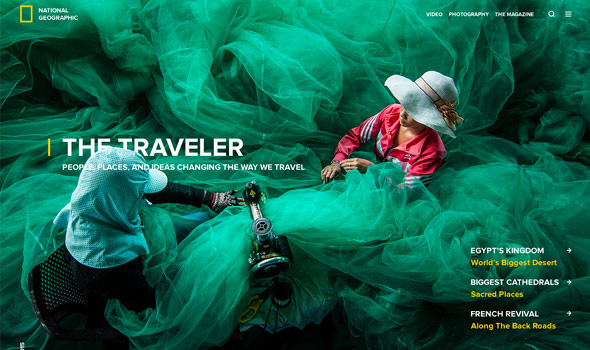 NATIONAL
GEOGRAPHIC
VIDEO PHOTOGRAPHY THE MAGAZINE
THE TRAVELER
PEOPLE, PLACES, AND IDEAS CHANGING THE WAY WE TRAVEL
EGYPT'S KINGDOM
World's Biggest Desert
BIGGEST CATHEDRALS
Sacred Places
FRENCH REVIVAL
Along The Back Roads